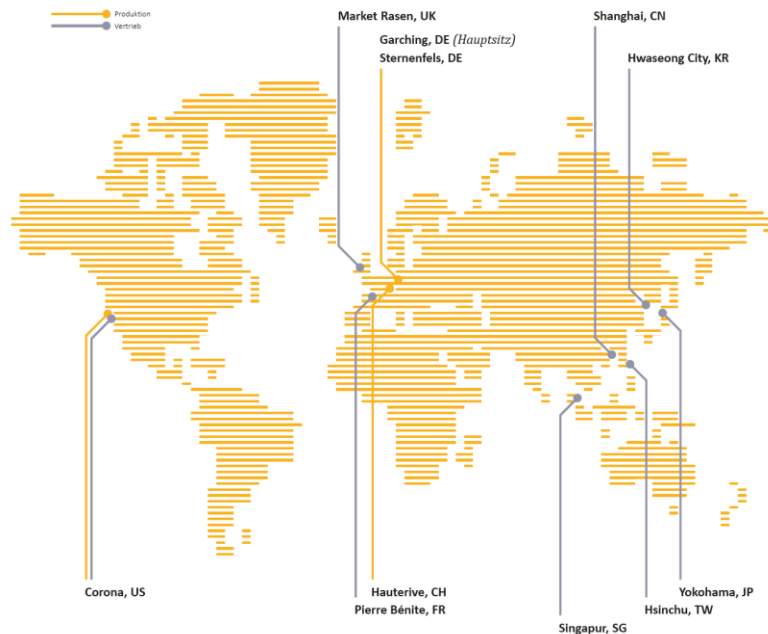 Produktion
Vertrieb
Market Rasen, UK
Garching, DE (Hauptsitz)
Sternenfels, DE
Shanghai, CN
Hwaseong City, KR
Corona, US
Hauterive, CH
Pierre Bénite, FR
Yokohama, JP
Hsinchu, TW
Singapur, SG